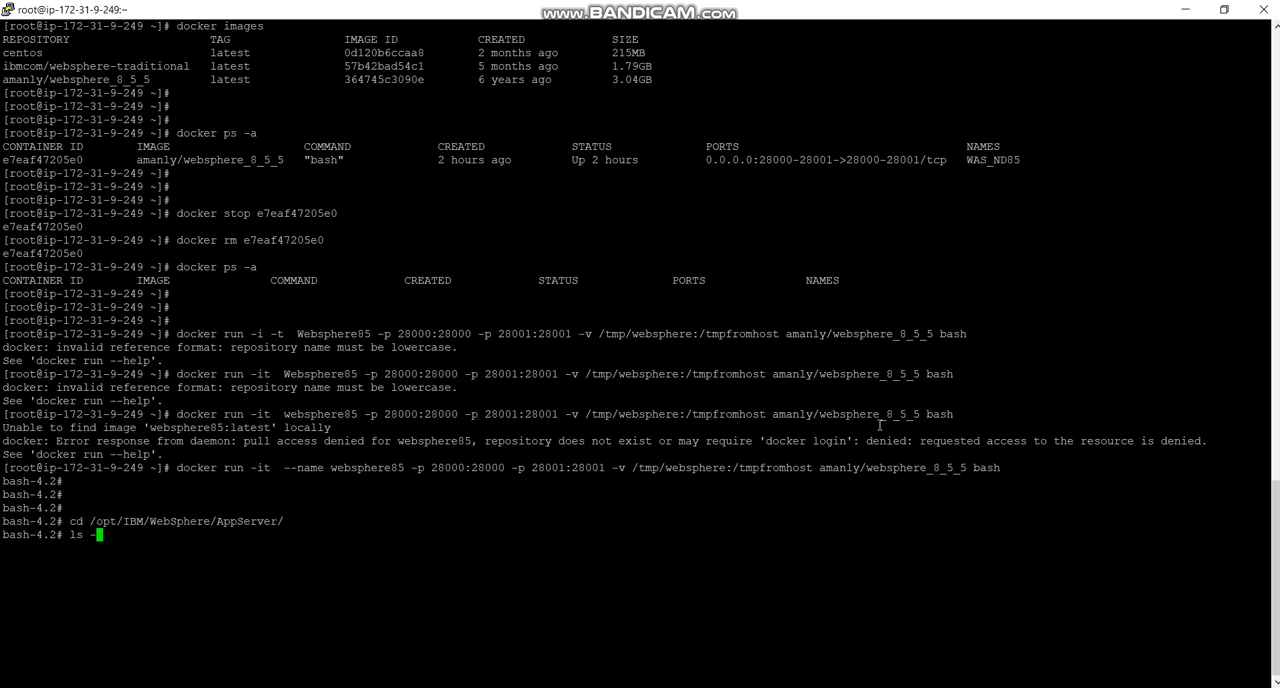 root@ip-172-31-9-249:~
www.BANDICAM.com
[root@ip-172-31-9-249 ~]# docker images
REPOSITORY TAG IMAGE ID CREATED SIZE
centos latest 0d120b6ccaa8 2 months ago 215MB
ibmcom/websphere-traditional latest 57b42bad54c1 5 months ago 1.79GB
amanly/websphere_8_5_5 latest 364745c3090e 6 years ago 3.04GB
[root@ip-172-31-9-249 ~]#
[root@ip-172-31-9-249 ~]#
[root@ip-172-31-9-249 ~]#
[root@ip-172-31-9-249 ~]# docker ps -a
CONTAINER ID IMAGE COMMAND CREATED STATUS PORTS NAMES
e7eaf47205e0 amanly/websphere_8_5_5 "bash" 2 hours ago Up 2 hours 0.0.0.0:28000-28001->28000-28001/tcp WAS_ND85
[root@ip-172-31-9-249 ~]#
[root@ip-172-31-9-249 ~]#
[root@ip-172-31-9-249 ~]#
[root@ip-172-31-9-249 ~]# docker stop e7eaf47205e0
e7eaf47205e0
[root@ip-172-31-9-249 ~]# docker rm e7eaf47205e0
e7eaf47205e0
[root@ip-172-31-9-249 ~]# docker ps -a
CONTAINER ID IMAGE COMMAND CREATED STATUS PORTS NAMES
[root@ip-172-31-9-249 ~]#
[root@ip-172-31-9-249 ~]#
[root@ip-172-31-9-249 ~]#
[root@ip-172-31-9-249 ~]# docker run -i -t  Websphere85 -p 28000:28000 -p 28001:28001 -v /tmp/websphere:/tmpfromhost amanly/websphere_8_5_5 bash
docker: invalid reference format: repository name must be lowercase.
See 'docker run --help'.
[root@ip-172-31-9-249 ~]# docker run -it  Websphere85 -p 28000:28000 -p 28001:28001 -v /tmp/websphere:/tmpfromhost amanly/websphere_8_5_5 bash
docker: invalid reference format: repository name must be lowercase.
See 'docker run --help'.
[root@ip-172-31-9-249 ~]# docker run -it  websphere85 -p 28000:28000 -p 28001:28001 -v /tmp/websphere:/tmpfromhost amanly/websphere_8_5_5 bash
Unable to find image 'websphere85:latest' locally
docker: Error response from daemon: pull access denied for websphere85, repository does not exist or may require 'docker login': denied: requested access to the resource is denied.
See 'docker run --help'.
[root@ip-172-31-9-249 ~]# docker run -it  --name websphere85 -p 28000:28000 -p 28001:28001 -v /tmp/websphere:/tmpfromhost amanly/websphere_8_5_5 bash
bash-4.2#
bash-4.2#
bash-4.2#
bash-4.2# cd /opt/IBM/WebSphere/AppServer/
bash-4.2# ls -